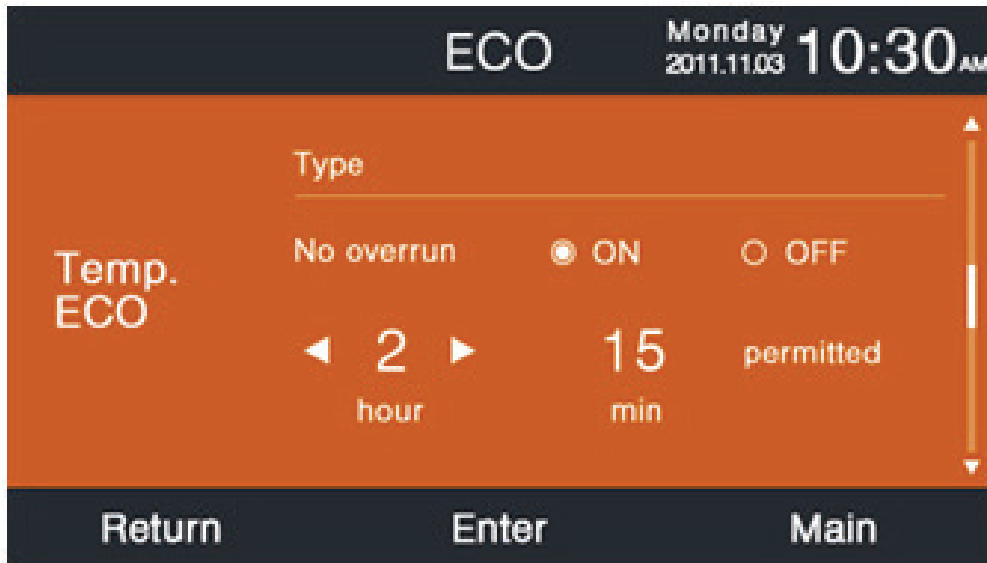 ECO
Monday
2011.11.03
10:30 AM
Type
No overrun ON OFF
Temp.
ECO
2 15 permitted
hour min
Return Enter Main